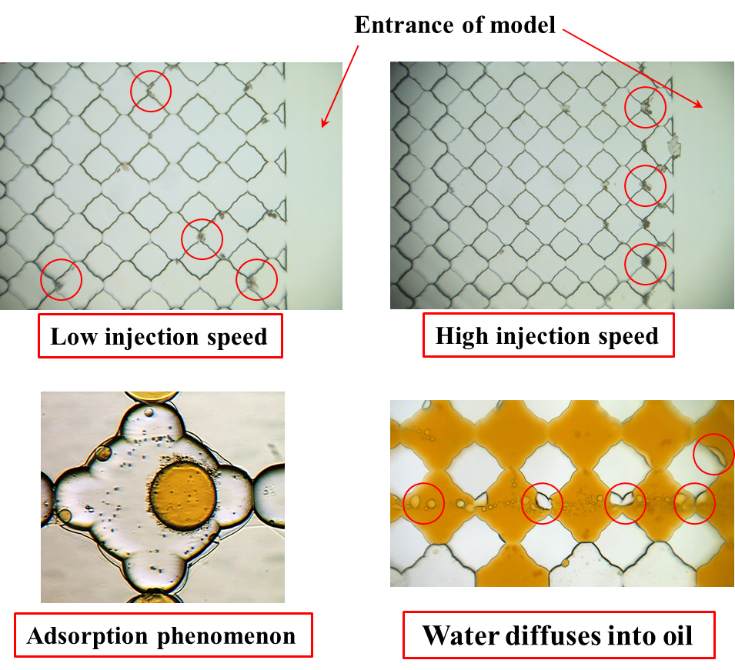 Entrance of model
Low injection speed
High injection speed
Adsorption phenomenon
Water diffuses into oil